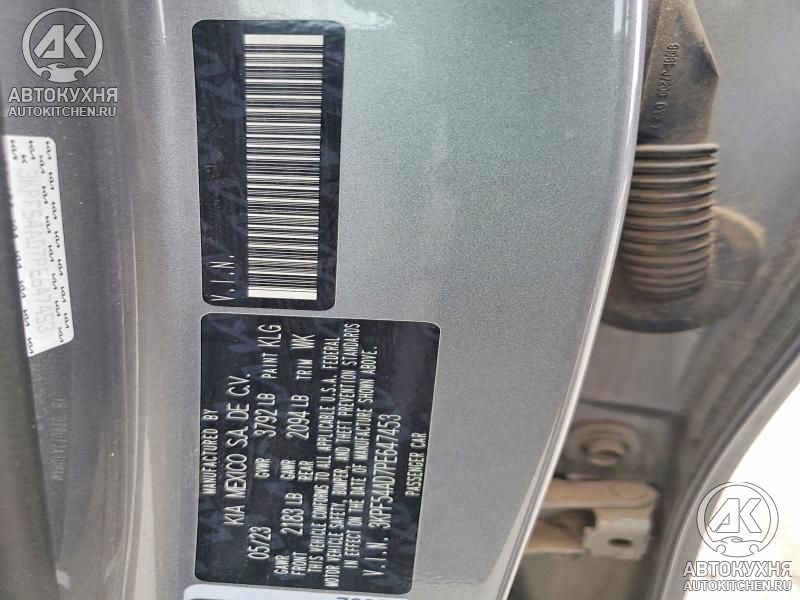 АВТОКУХНЯ
AUTOKITCHEN.RU
3KPF54AD7PE647453
V.I.N.
MANUFACTURED BY
KIA MEXICO S.A. DE C.V.
05/23 GVWR 3792 LB PAINT KLG
GAWR FRONT 2183 LB GAWR REAR 2094 LB TRIM WK
THIS VEHICLE CONFORMS TO ALL APPLICABLE U.S.A. FEDERAL
MOTOR VEHICLE SAFETY, BUMPER, AND THEFT PREVENTION STANDARDS
IN EFFECT ON THE DATE OF MANUFACTURE SHOWN ABOVE.
V.I.N. 3KPF54AD7PE647453
PASSENGER CAR
АВТОКУХНЯ
AUTOKITCHEN.RU